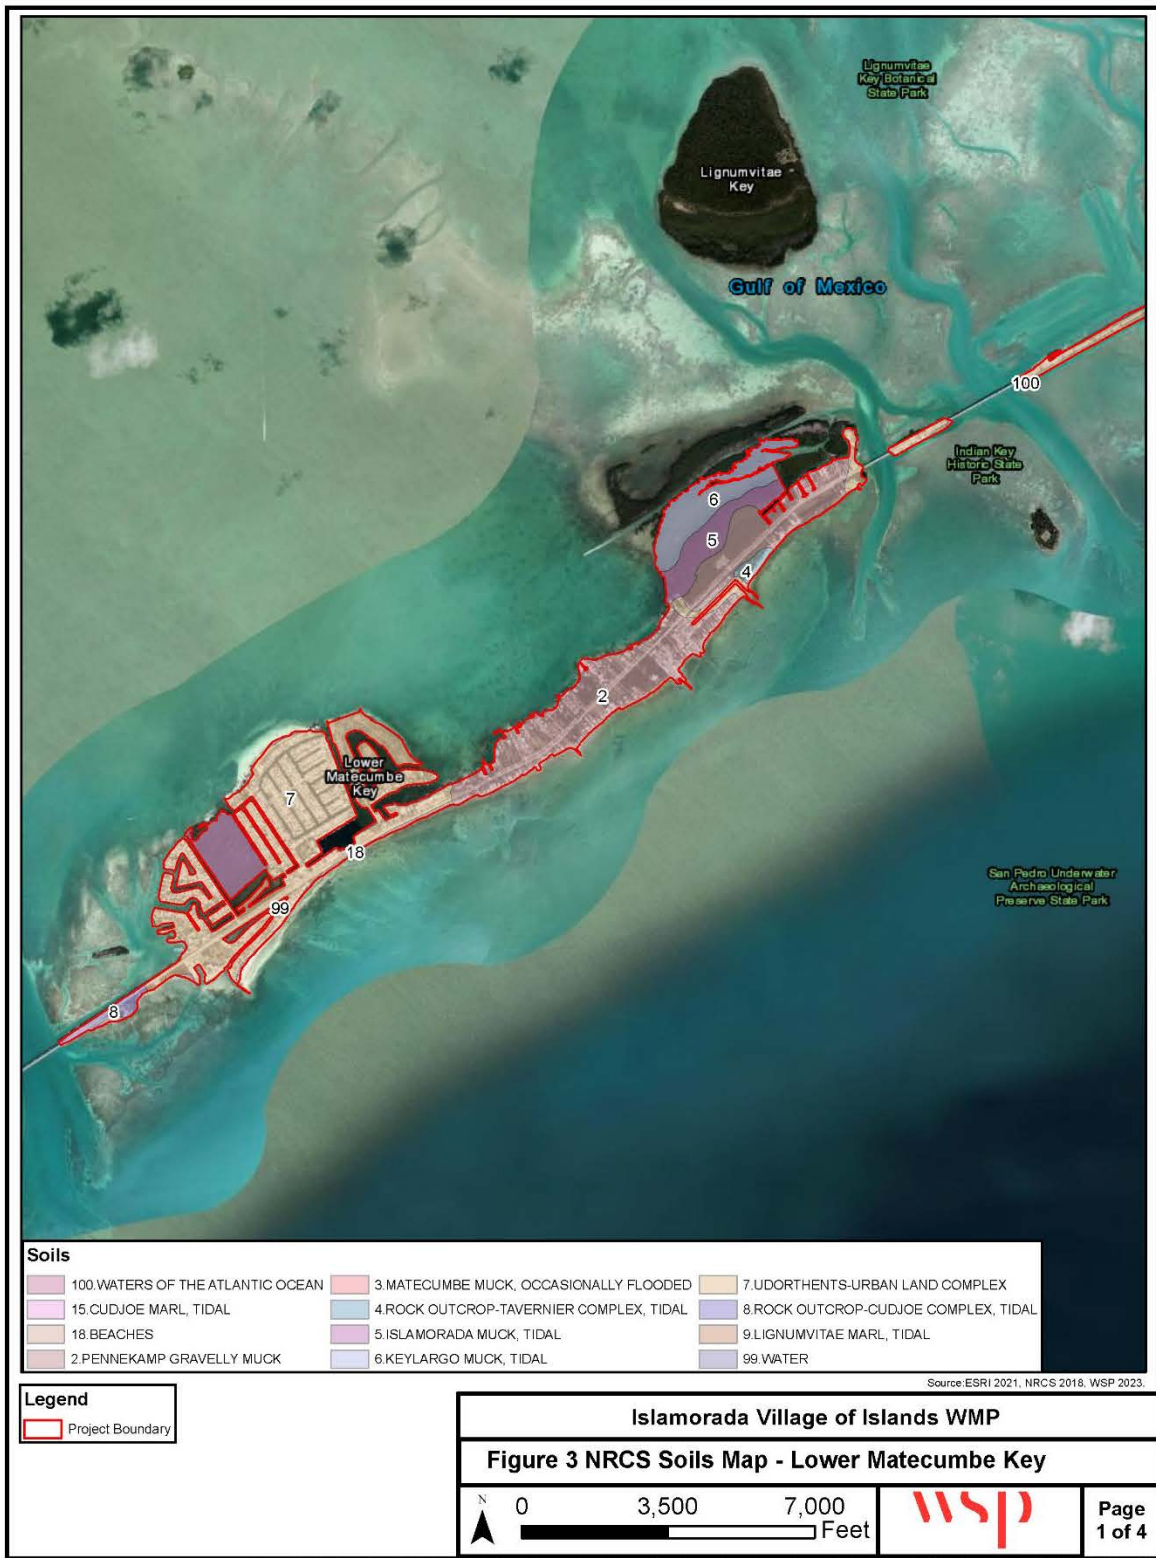 Lignumvitae
Key Botanical
State Park
Lignumvitae
Key
Gulf of Mexico
100
Indian Key
Historic State
Park
6
5
4
2
Lower
Matecumbe
Key
7
18
San Pedro Underwater
Archaeological
Preserve State Park
99
8
Soils
100.WATERS OF THE ATLANTIC OCEAN
15.CUDJOE MARL, TIDAL
18.BEACHES
2.PENNEKAMP GRAVELLY MUCK
3.MATECUMBE MUCK, OCCASIONALLY FLOODED
4.ROCK OUTCROP-TAVERNIER COMPLEX, TIDAL
5.ISLAMORADA MUCK, TIDAL
6.KEYLARGO MUCK, TIDAL
7.UDORTHENTS-URBAN LAND COMPLEX
8.ROCK OUTCROP-CUDJOE COMPLEX, TIDAL
9.LIGNUMVITAE MARL, TIDAL
99.WATER
Source:ESRI 2021, NRCS 2018, WSP 2023.
Legend
Project Boundary
Islamorada Village of Islands WMP
Figure 3 NRCS Soils Map - Lower Matecumbe Key
N
0 3,500 7,000
Feet
wsp
Page
1 of 4